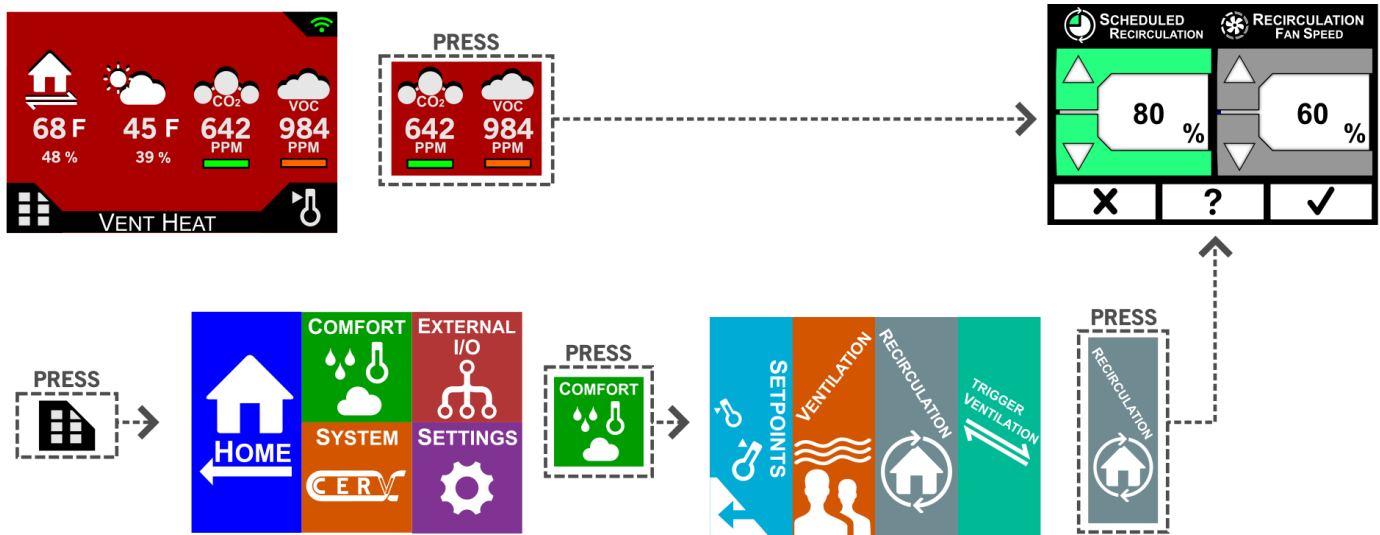 PRESS
68 F
45 F
CO2
642
PPM
VOC
984
PPM
48 %
39 %
VENT HEAT
CO2
642
PPM
VOC
984
PPM
SCHEDULED
RECIRCULATION
RECIRCULATION
FAN SPEED
80
%
60
%
?
PRESS
HOME
COMFORT
EXTERNAL
I/O
SYSTEM
CERV
SETTINGS
PRESS
COMFORT
SETPOINTS
VENTILATION
RECIRCULATION
TRIGGER
VENTILATION
PRESS
RECIRCULATION